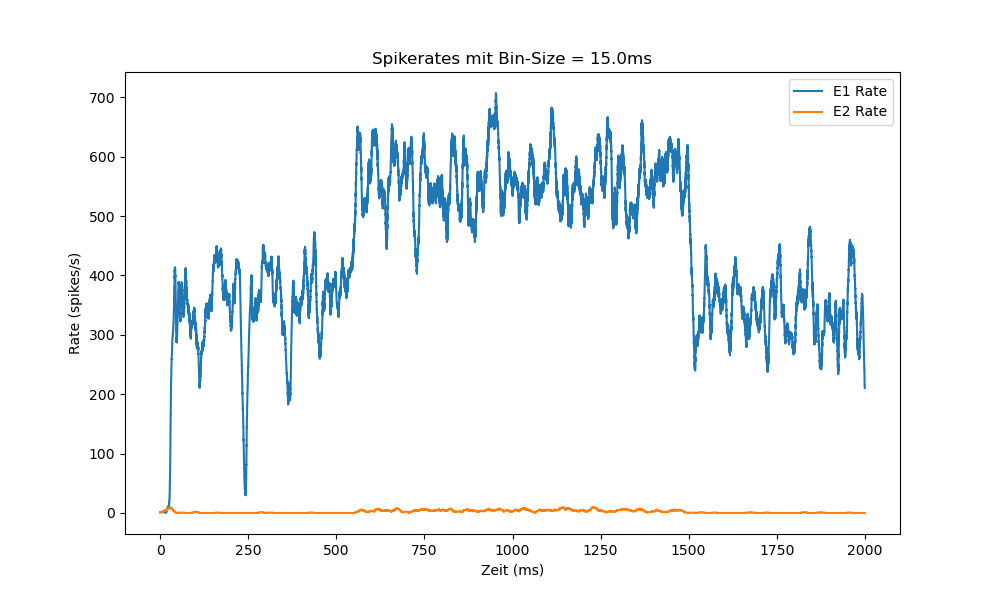 Spikerates mit Bin-Size = 15.0ms
E1 Rate
E2 Rate
Rate (spikes/s)
700
600
500
400
300
200
100
0
0 250 500 750 1000 1250 1500 1750 2000
Zeit (ms)